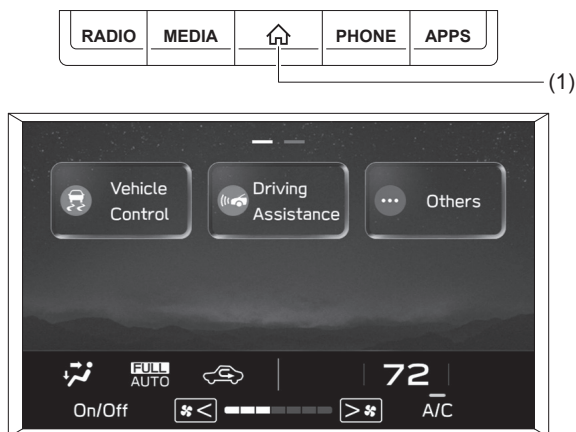 RADIO MEDIA PHONE APPS
(1)
Vehicle
Control
Driving
Assistance
Others
FULL
AUTO
72
On/Off < > A/C